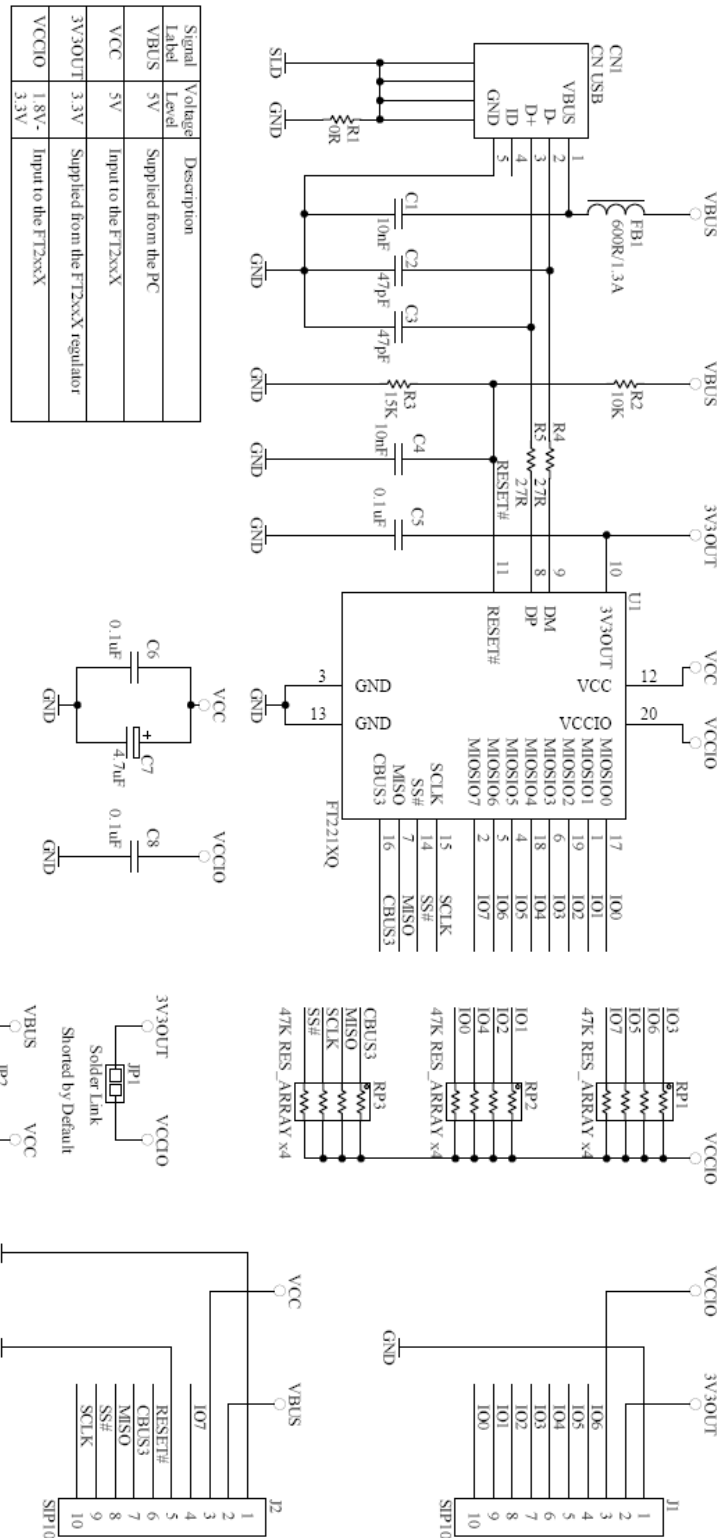 VBUS
VBUS
3V3OUT
VCC
VCCIO
VCCIO
VCCIO
3V3OUT
CN1
CN USB
VBUS
D-
D+
ID
GND
1
2
3
4
5
FB1
600R/1.3A
R1
0R
SLD
GND
C1
10nF
C2
47pF
C3
47pF
GND
R2
10K
R3
15K
GND
R4
27R
R5
27R
RESET#
C4
10nF
GND
C5
0.1uF
GND
10
9
8
11
U1
3V3OUT
DM
DP
RESET#
12
VCC
20
VCCIO
3
GND
13
GND
GND
MIOSIO0
MIOSIO1
MIOSIO2
MIOSIO3
MIOSIO4
MIOSIO5
MIOSIO6
MIOSIO7
SCLK
SS#
MISO
CBUS3
FT221XQ
17 IO0
1 IO1
19 IO2
6 IO3
18 IO4
4 IO5
5 IO6
2 IO7
15 SCLK
14 SS#
7 MISO
16 CBUS3
IO3
IO6
IO5
IO7
RP1
47K RES_ARRAY x4
IO1
IO2
IO4
IO0
RP2
47K RES_ARRAY x4
CBUS3
MISO
SCLK
SS#
RP3
47K RES_ARRAY x4
GND
J1
1
2
3
4 IO6
5 IO5
6 IO4
7 IO3
8 IO2
9 IO1
10 IO0
SIP10
Signal Label
Voltage Level
Description
VBUS 5V Supplied from the PC
VCC 5V Input to the FT2xxX
3V3OUT 3.3V Supplied from the FT2xxX regulator
VCCIO 1.8V - 3.3V Input to the FT2xxX
VCC
C6
0.1uF
C7
+
4.7uF
GND
VCCIO
C8
0.1uF
GND
3V3OUT
VCCIO
JP1
Solder Link
Shorted by Default
VBUS
VCC
VCC
VBUS
J2
1
2
3
4 IO7
5
6 RESET#
7 CBUS3
8 MISO
9 SS#
10 SCLK
SIP10